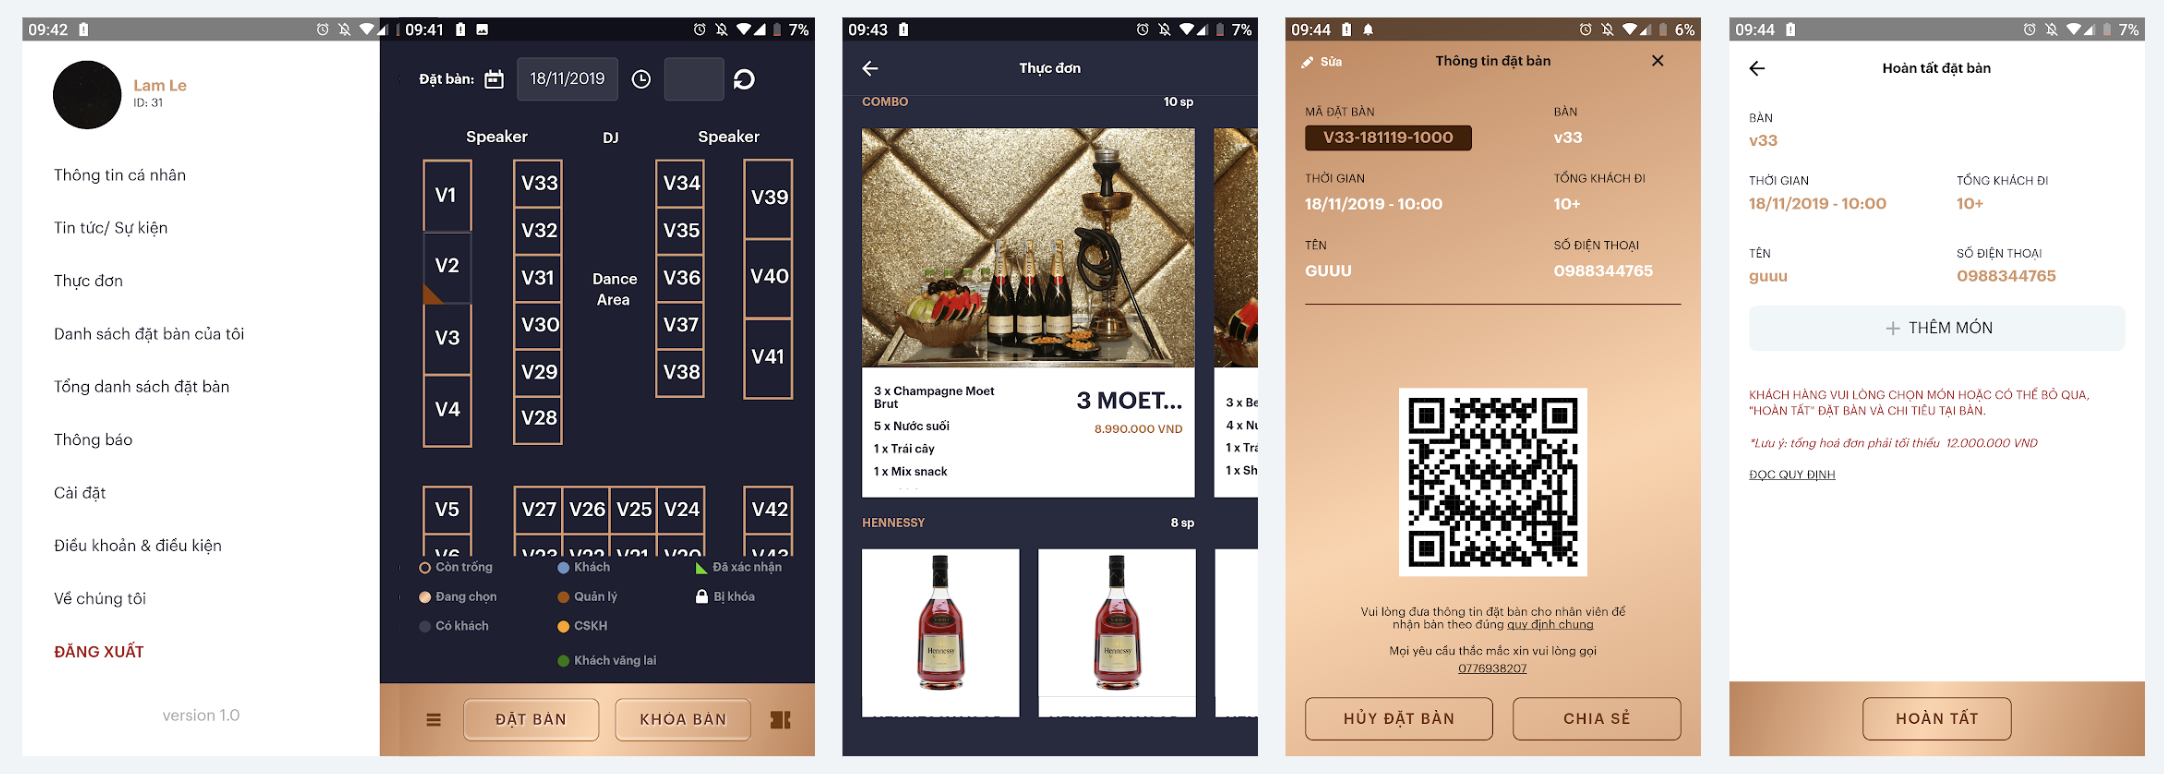 09:42
Lam Le
ID: 31
Thông tin cá nhân
Tin tức/ Sự kiện
Thực đơn
Danh sách đặt bàn của tôi
Tổng danh sách đặt bàn
Thông báo
Cài đặt
Điều khoản & điều kiện
Về chúng tôi
ĐĂNG XUẤT
version 1.0
09:41 7%
Đặt bàn: 18/11/2019
Speaker DJ Speaker
V1 V33 V34 V39
V32 V35
V2 V31 V36 V40
Dance
Area
V3 V30 V37 V41
V29 V38
V4 V28
V5 V27 V26 V25 V24 V42
V6 V23 V22 V21 V20 V43
Còn trống Khách Đã xác nhận
Đang chọn Quản lý Bị khóa
Có khách CSKH
Khách vãng lai
ĐẶT BÀN KHÓA BÀN
09:43 7%
Thực đơn
COMBO 10 sp
3 x Champagne Moet
Brut
3 MOET...
8.990.000 VND
5 x Nước suối
1 x Trái cây
1 x Mix snack
3 x Be
4 x Nu
1 x Trá
1 x Sh
HENNESSY 8 sp
Hennessy
Hennessy
09:44 6%
Sửa Thông tin đặt bàn
MÃ ĐẶT BÀN BÀN
V33-181119-1000 v33
THỜI GIAN TỔNG KHÁCH ĐI
18/11/2019 - 10:00 10+
TÊN SỐ ĐIỆN THOẠI
GUUU 0988344765
Vui lòng đưa thông tin đặt bàn cho nhân viên để
nhận bàn theo đúng quy định chung
Mọi yêu cầu thắc mắc xin vui lòng gọi
0776938207
HỦY ĐẶT BÀN CHIA SẺ
09:44 7%
Hoàn tất đặt bàn
BÀN
v33
THỜI GIAN TỔNG KHÁCH ĐI
18/11/2019 - 10:00 10+
TÊN SỐ ĐIỆN THOẠI
guuu 0988344765
+ THÊM MÓN
KHÁCH HÀNG VUI LÒNG CHỌN MÓN HOẶC CÓ THỂ BỎ QUA,
"HOÀN TẤT" ĐẶT BÀN VÀ CHI TIÊU TẠI BÀN.
*Lưu ý: tổng hoá đơn phải tối thiểu 12.000.000 VND
ĐỌC QUY ĐỊNH
HOÀN TẤT